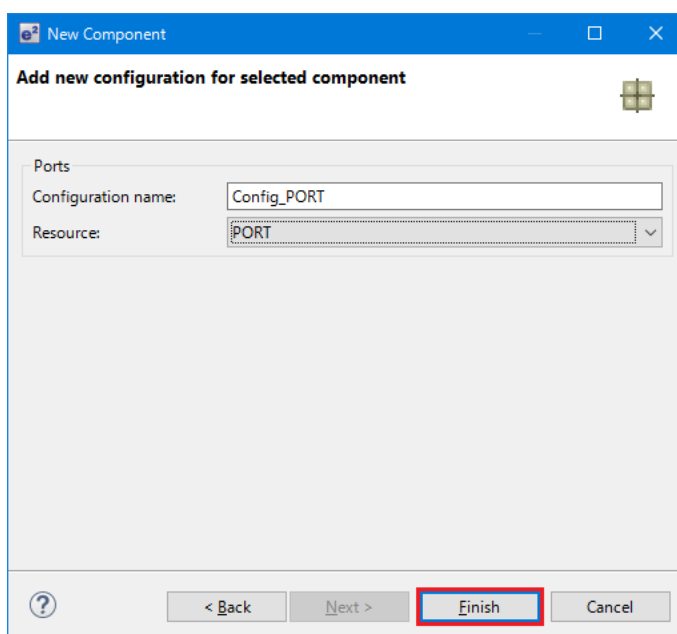 e² New Component
Add new configuration for selected component
Ports
Configuration name: Config_PORT
Resource: PORT
? < Back Next > Finish Cancel